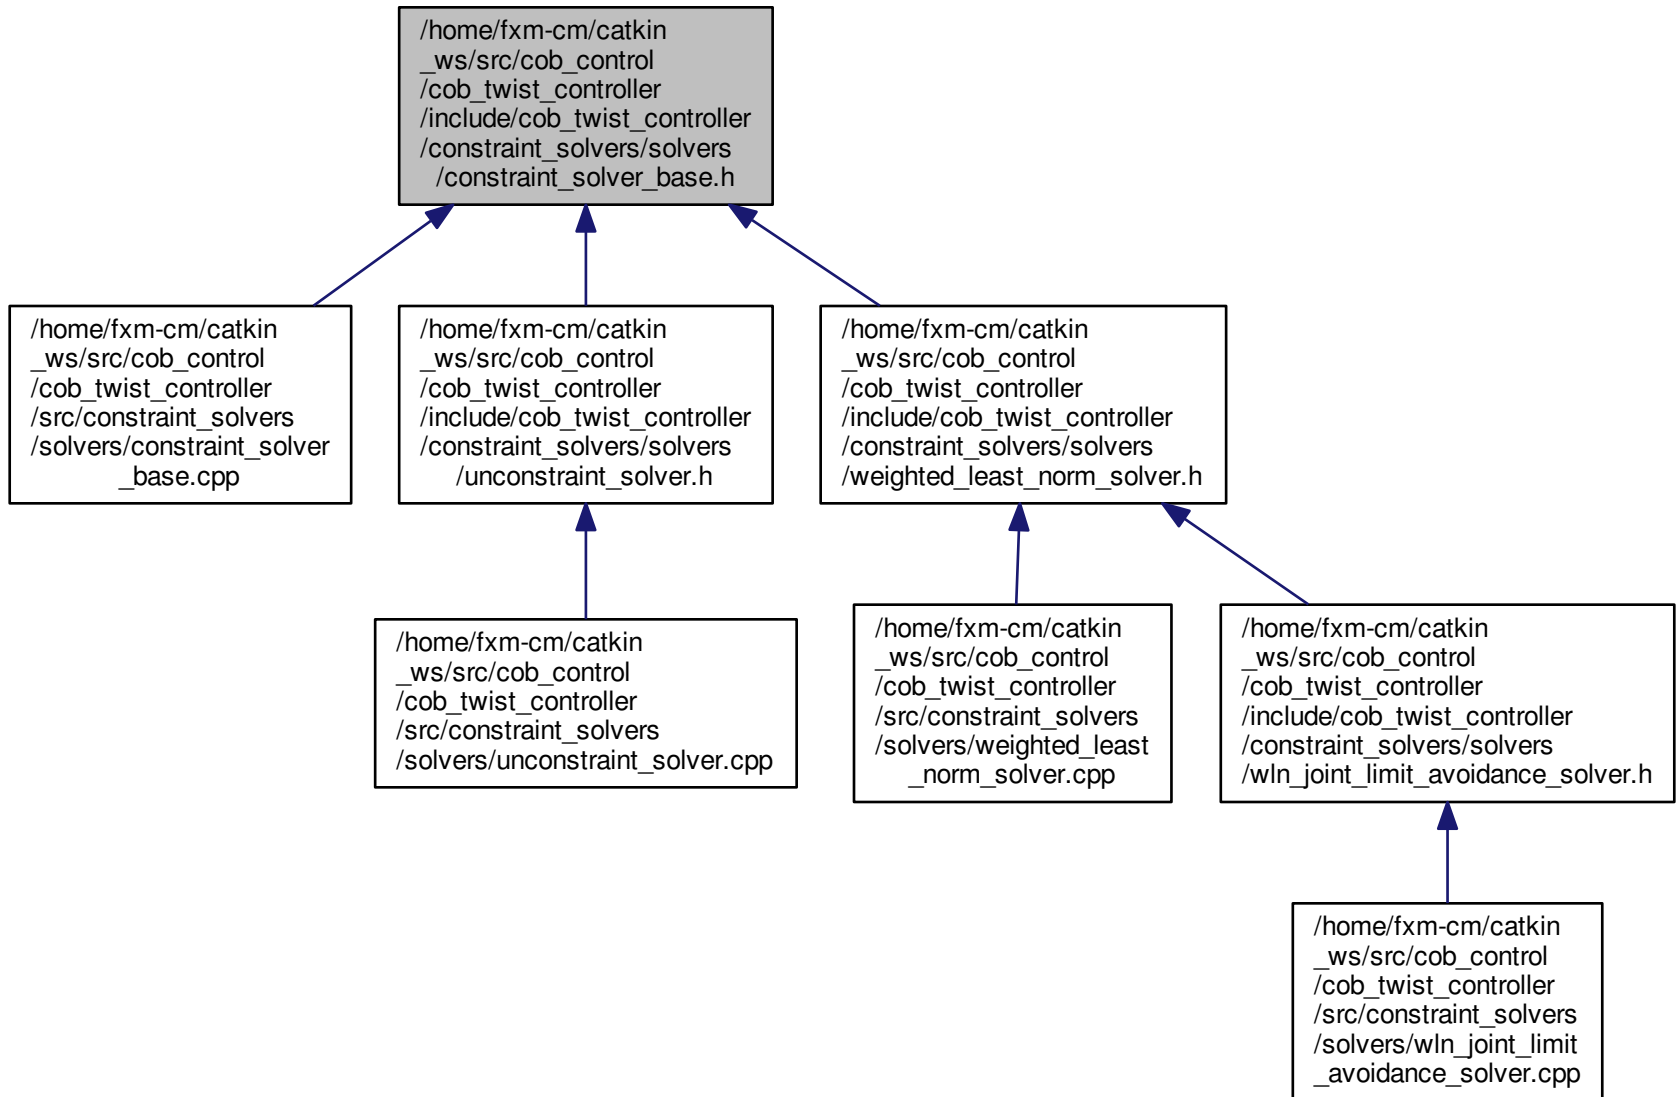 /home/fxm-cm/catkin
_ws/src/cob_control
/cob_twist_controller
/include/cob_twist_controller
/constraint_solvers/solvers
/constraint_solver_base.h
/home/fxm-cm/catkin
_ws/src/cob_control
/cob_twist_controller
/src/constraint_solvers
/solvers/constraint_solver
_base.cpp
/home/fxm-cm/catkin
_ws/src/cob_control
/cob_twist_controller
/include/cob_twist_controller
/constraint_solvers/solvers
/unconstraint_solver.h
/home/fxm-cm/catkin
_ws/src/cob_control
/cob_twist_controller
/include/cob_twist_controller
/constraint_solvers/solvers
/weighted_least_norm_solver.h
/home/fxm-cm/catkin
_ws/src/cob_control
/cob_twist_controller
/src/constraint_solvers
/solvers/unconstraint_solver.cpp
/home/fxm-cm/catkin
_ws/src/cob_control
/cob_twist_controller
/src/constraint_solvers
/solvers/weighted_least
_norm_solver.cpp
/home/fxm-cm/catkin
_ws/src/cob_control
/cob_twist_controller
/include/cob_twist_controller
/constraint_solvers/solvers
/wln_joint_limit_avoidance_solver.h
/home/fxm-cm/catkin
_ws/src/cob_control
/cob_twist_controller
/src/constraint_solvers
/solvers/wln_joint_limit
_avoidance_solver.cpp